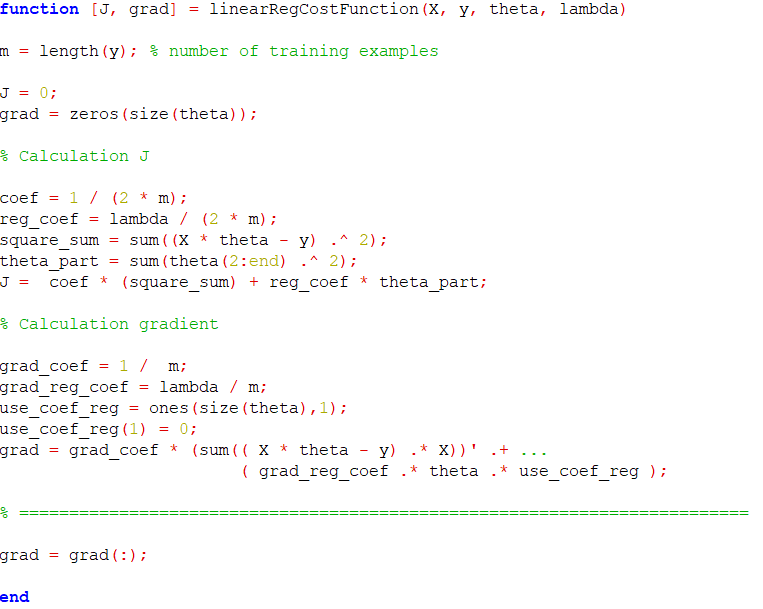 function [J, grad] = linearRegCostFunction(X, y, theta, lambda)
m = length(y); % number of training examples
J = 0;
grad = zeros(size(theta));
% Calculation J
coef = 1 / (2 * m);
reg_coef = lambda / (2 * m);
square_sum = sum((X * theta - y) .^ 2);
theta_part = sum(theta(2:end) .^ 2);
J =  coef * (square_sum) + reg_coef * theta_part;
% Calculation gradient
grad_coef = 1 /  m;
grad_reg_coef = lambda / m;
use_coef_reg = ones(size(theta),1);
use_coef_reg(1) = 0;
grad = grad_coef * (sum(( X * theta - y) .* X))' .+ ...
( grad_reg_coef .* theta .* use_coef_reg );
% =========================================================================
grad = grad(:);
end